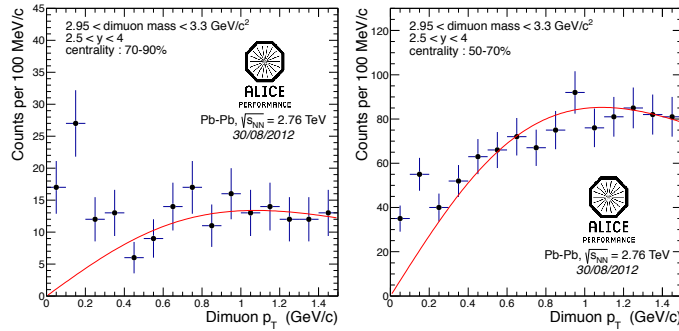 2.95 < dimuon mass < 3.3 GeV/c²
2.5 < y < 4
centrality : 70-90%
ALICE
PERFORMANCE
Pb-Pb, √sNN = 2.76 TeV
30/08/2012
Counts per 100 MeV/c
45
40
35
30
25
20
15
10
5
0
0 0.2 0.4 0.6 0.8 1 1.2 1.4
Dimuon pT (GeV/c)
2.95 < dimuon mass < 3.3 GeV/c²
2.5 < y < 4
centrality : 50-70%
ALICE
PERFORMANCE
Pb-Pb, √sNN = 2.76 TeV
30/08/2012
Counts per 100 MeV/c
120
100
80
60
40
20
0
0 0.2 0.4 0.6 0.8 1 1.2 1.4
Dimuon pT (GeV/c)